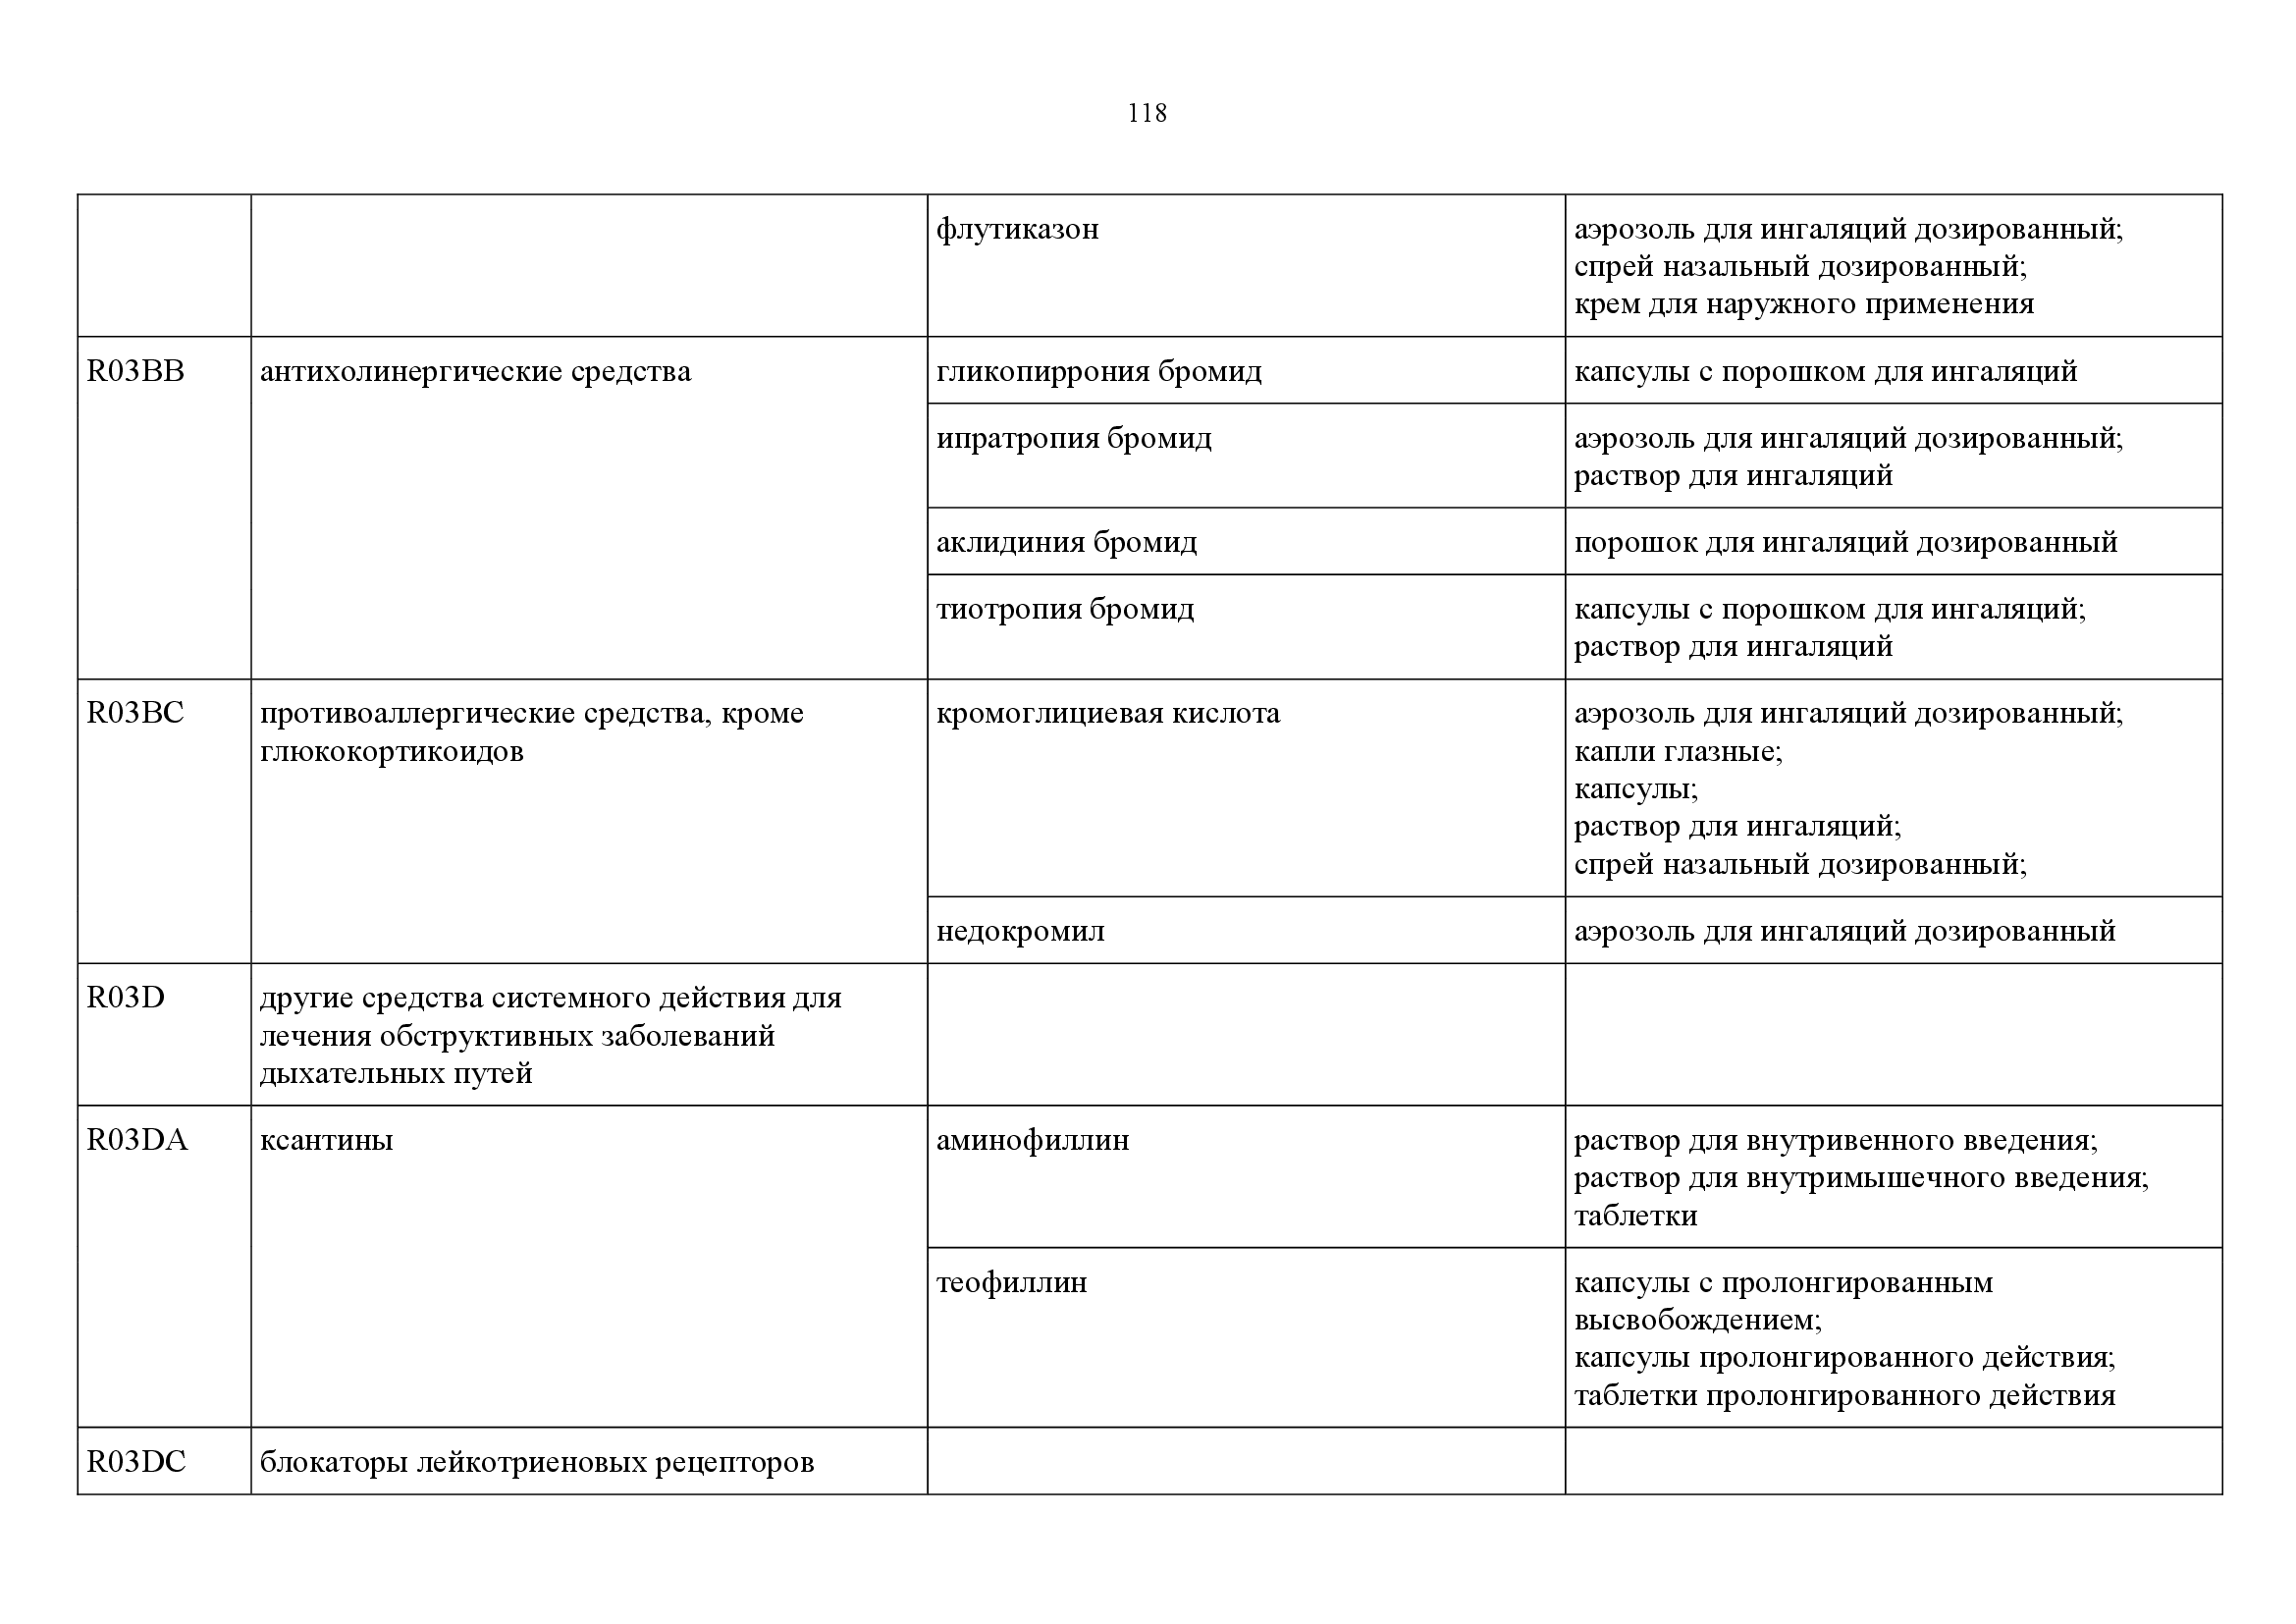 118
флутиказон
аэрозоль для ингаляций дозированный;
спрей назальный дозированный;
крем для наружного применения
R03BB
антихолинергические средства
гликопиррония бромид
капсулы с порошком для ингаляций
ипратропия бромид
аэрозоль для ингаляций дозированный;
раствор для ингаляций
аклидиния бромид
порошок для ингаляций дозированный
тиотропия бромид
капсулы с порошком для ингаляций;
раствор для ингаляций
R03BC
противоаллергические средства, кроме
глюкокортикоидов
кромоглициевая кислота
аэрозоль для ингаляций дозированный;
капли глазные;
капсулы;
раствор для ингаляций;
спрей назальный дозированный;
недокромил
аэрозоль для ингаляций дозированный
R03D
другие средства системного действия для
лечения обструктивных заболеваний
дыхательных путей
R03DA
ксантины
аминофиллин
раствор для внутривенного введения;
раствор для внутримышечного введения;
таблетки
теофиллин
капсулы с пролонгированным
высвобождением;
капсулы пролонгированного действия;
таблетки пролонгированного действия
R03DC
блокаторы лейкотриеновых рецепторов